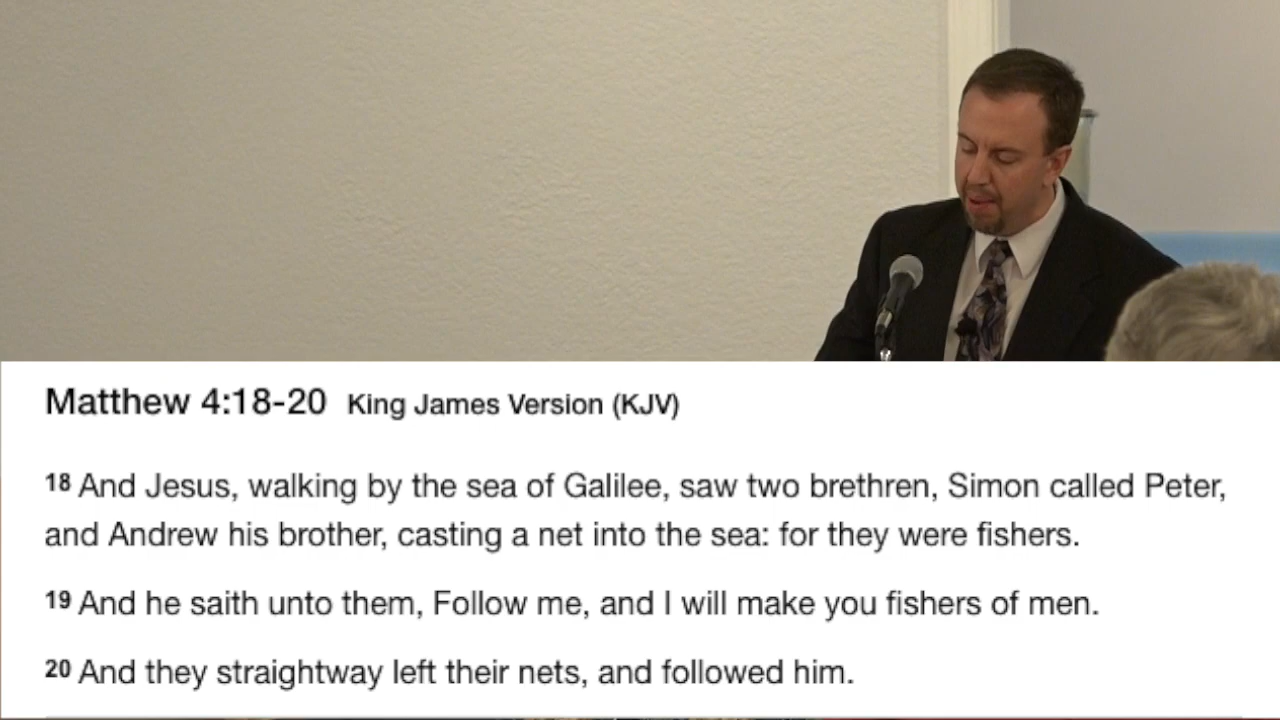 Matthew 4:18-20 King James Version (KJV)
18 And Jesus, walking by the sea of Galilee, saw two brethren, Simon called Peter,
and Andrew his brother, casting a net into the sea: for they were fishers.
19 And he saith unto them, Follow me, and I will make you fishers of men.
20 And they straightway left their nets, and followed him.